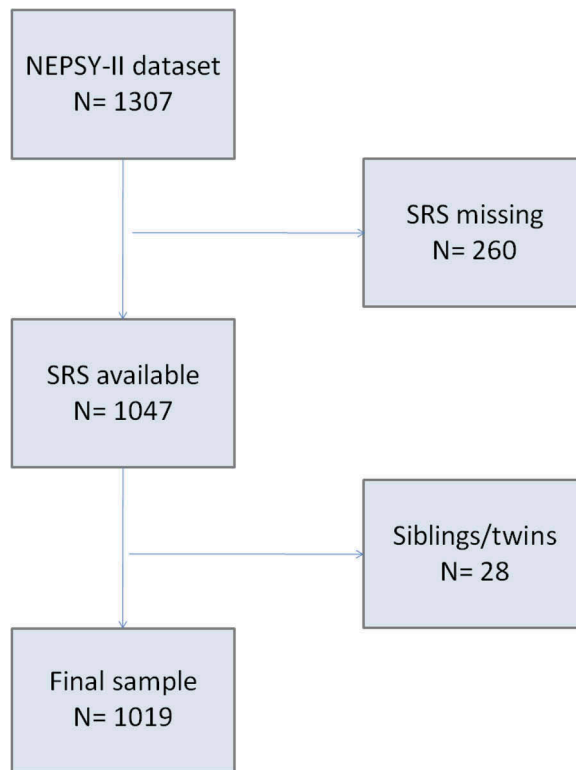 NEPSY-II dataset
N= 1307
SRS missing
N= 260
SRS available
N= 1047
Siblings/twins
N= 28
Final sample
N= 1019